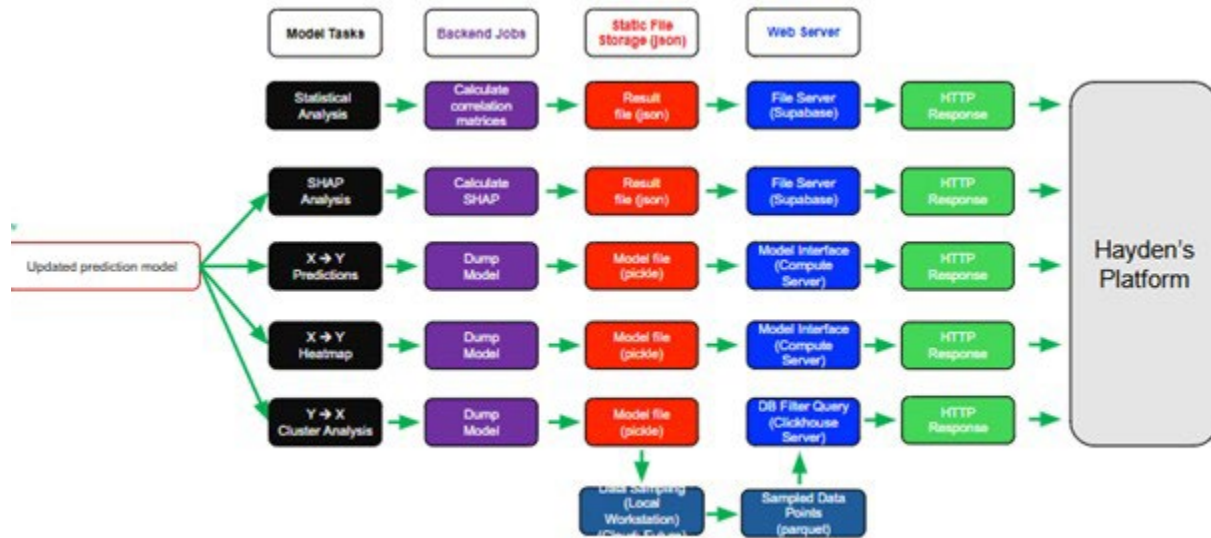 Model Tasks
Backend Jobs
Static File
Storage (json)
Web Server
Statistical
Analysis
Calculate
correlation
matrices
Result
file (json)
File Server
(Supabase)
HTTP
Response
SHAP
Analysis
Calculate
SHAP
Result
file (json)
File Server
(Supabase)
HTTP
Response
Updated prediction model
X → Y
Predictions
Dump
Model
Model file
(pickle)
Model Interface
(Compute
Server)
HTTP
Response
X → Y
Heatmap
Dump
Model
Model file
(pickle)
Model Interface
(Compute
Server)
HTTP
Response
Y → X
Cluster Analysis
Dump
Model
Model file
(pickle)
DB Filter Query
(Clickhouse
Server)
HTTP
Response
Hayden's
Platform
Data Sampling
(Local
Workstation)
(Cloud: Future)
Sampled Data
Points
(parquet)